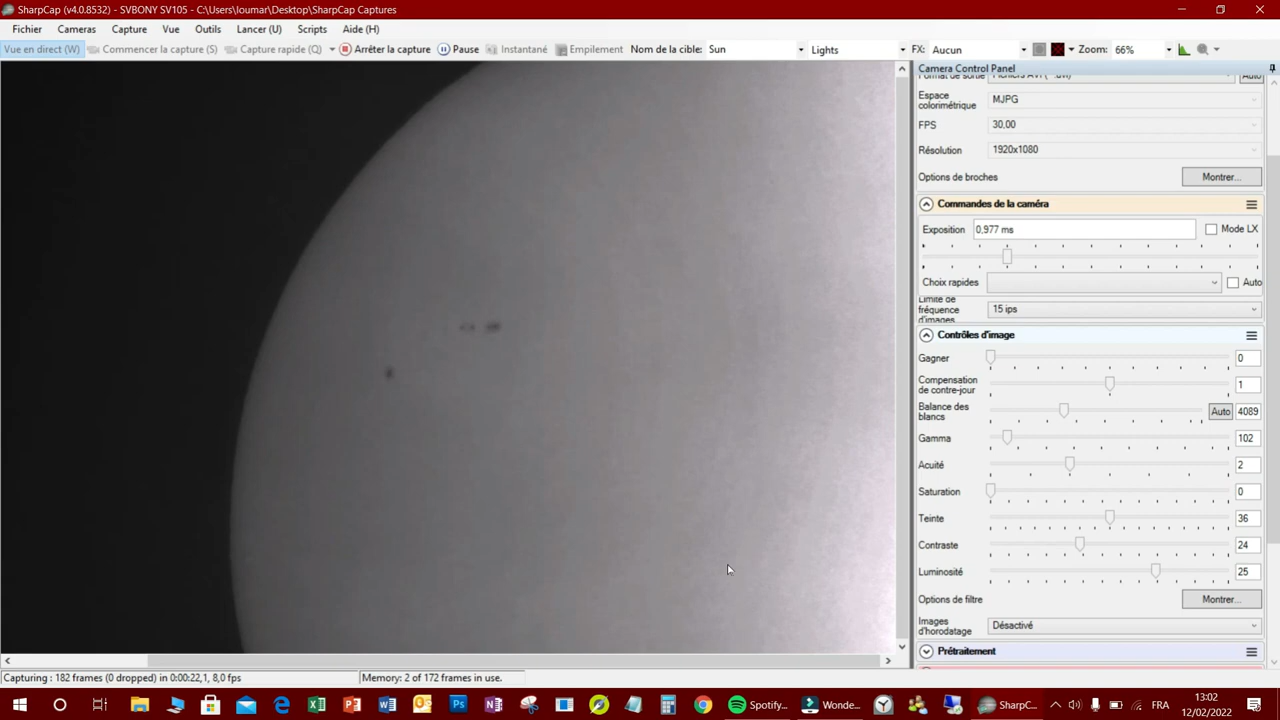 SharpCap (v4.0.8532) - SVBONY SV105 - C:\Users\loumar\Desktop\SharpCap Captures
Fichier Cameras Capture Vue Outils Lancer (U) Scripts Aide (H)
Vue en direct (W) Commencer la capture (S) Capture rapide (Q) Arrêter la capture Pause Instantané Empilement Nom de la cible: Sun Lights FX: Aucun Zoom: 66%
Camera Control Panel
Format de sortie Fichiers AVI (*.avi) Auto
Espace
colorimétrique
MJPG
FPS 30,00
Résolution 1920x1080
Options de broches Montrer...
Commandes de la caméra
Exposition 0,977 ms Mode LX
Choix rapides Auto
Limite de
fréquence
d'images
15 ips
Contrôles d'image
Gagner 0
Compensation
de contre-jour
1
Balance des
blancs
Auto 4089
Gamma 102
Acuité 2
Saturation 0
Teinte 36
Contraste 24
Luminosité 25
Options de filtre Montrer...
Images
d'horodatage
Désactivé
Prétraitement
Capturing : 182 frames (0 dropped) in 0:00:22,1, 8,0 fps
Memory: 2 of 172 frames in use.
Spotify... Wonde... SharpC... FRA
13:02
12/02/2022